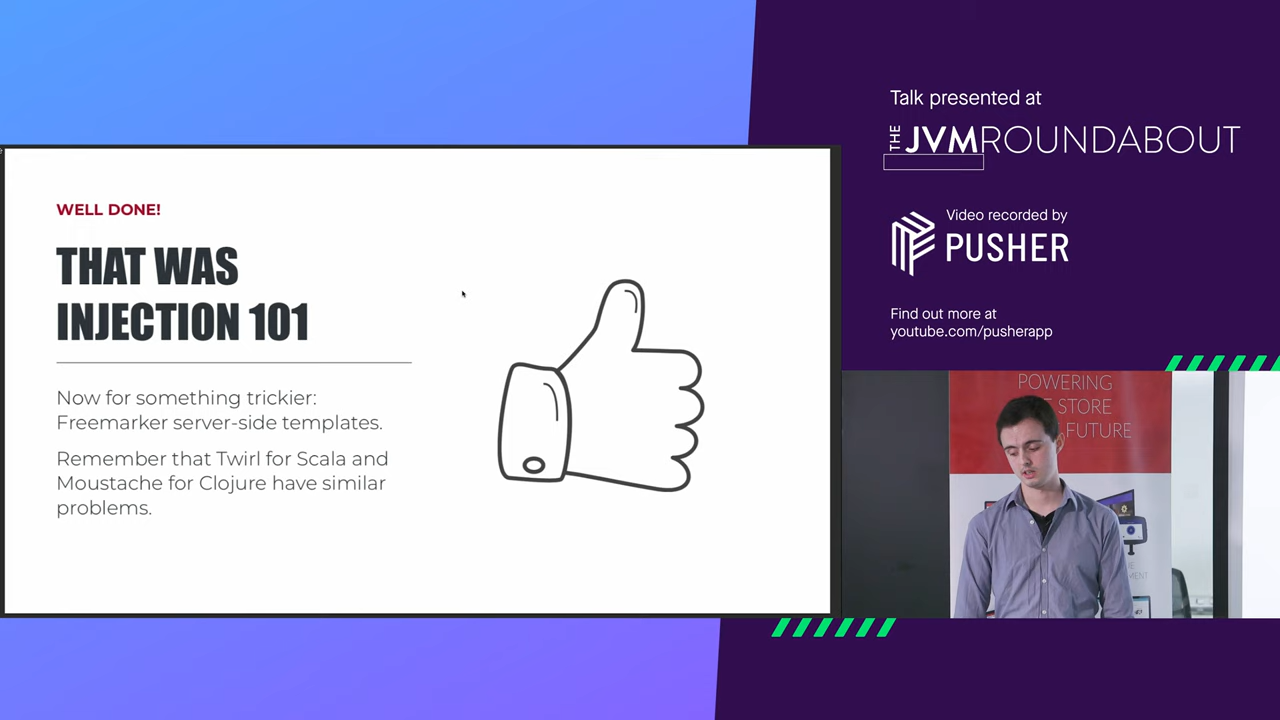 WELL DONE!
THAT WAS
INJECTION 101
Now for something trickier:
Freemarker server-side templates.
Remember that Twirl for Scala and
Moustache for Clojure have similar
problems.
Talk presented at
THE JVMROUNDABOUT
Video recorded by
PUSHER
Find out more at
youtube.com/pusherapp
POWERING
STORE
FUTURE